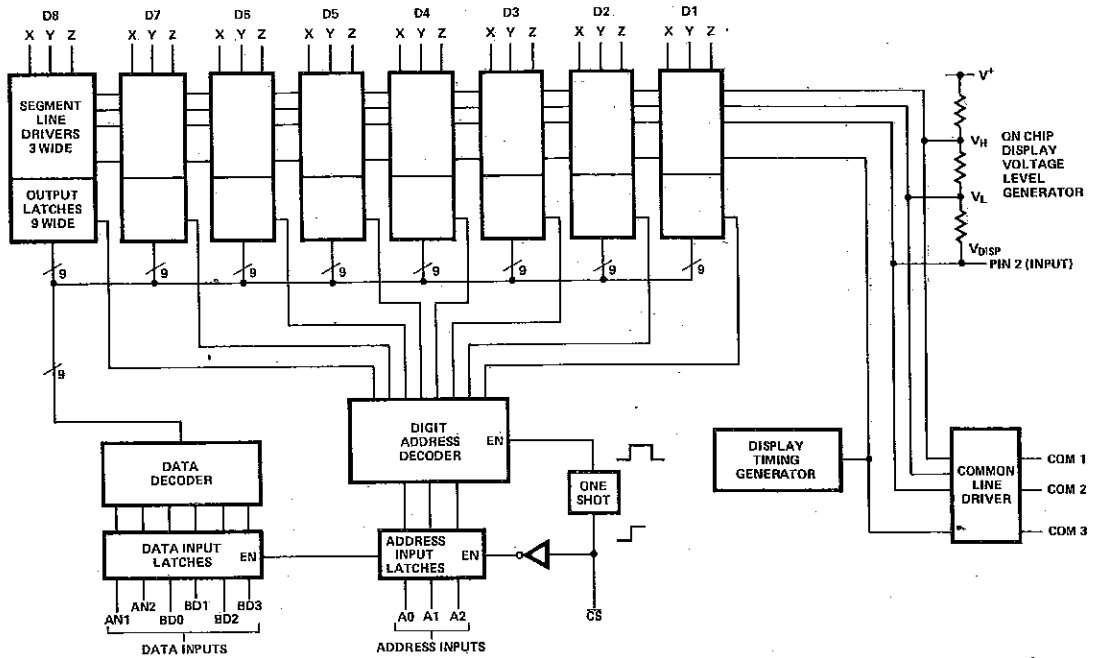 D8 D7 D6 D5 D4 D3 D2 D1
X Y Z X Y Z X Y Z X Y Z X Y Z X Y Z X Y Z X Y Z
SEGMENT
LINE
DRIVERS
3 WIDE
OUTPUT
LATCHES
9 WIDE
V+
VH
ON CHIP
DISPLAY
VOLTAGE
LEVEL
GENERATOR
VL
VDISP
PIN 2 (INPUT)
9 9 9 9 9 9 9 9
9
DIGIT
ADDRESS
DECODER
EN
ONE
SHOT
DISPLAY
TIMING
GENERATOR
COMMON
LINE
DRIVER
COM 1
COM 2
COM 3
DATA
DECODER
DATA INPUT
LATCHES
EN
ADDRESS
INPUT
LATCHES
EN
CS
AN1 AN2 BD0 BD1 BD2 BD3
DATA INPUTS
A0 A1 A2
ADDRESS INPUTS